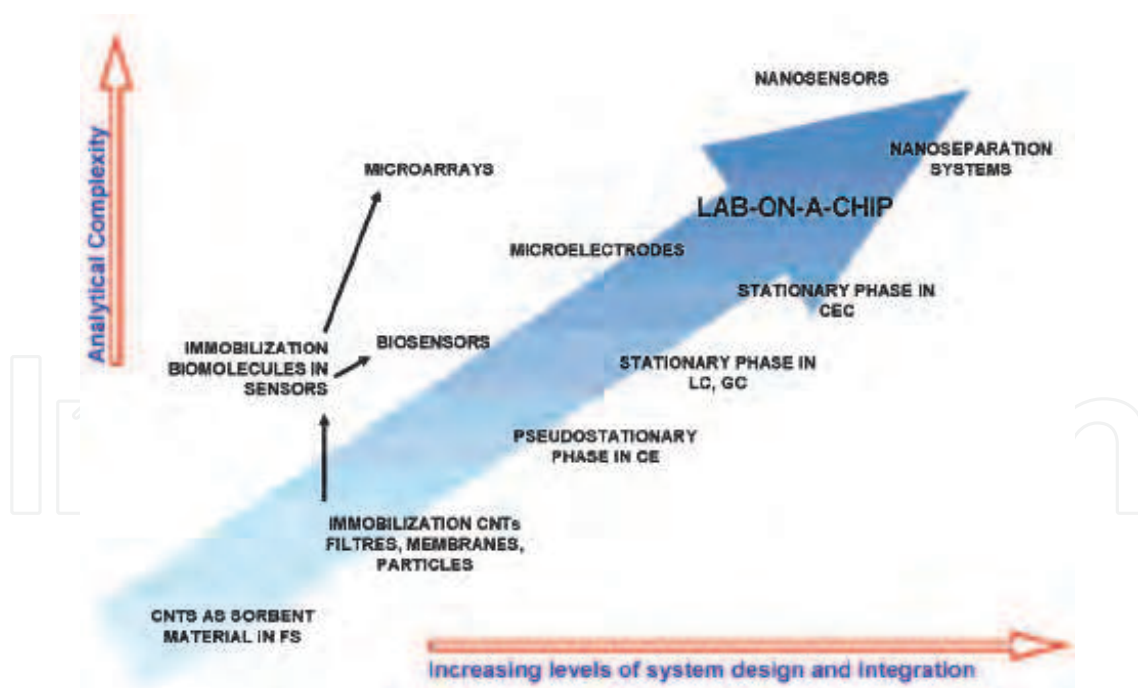 NANOSENSORS
NANOSEPARATION
SYSTEMS
MICROARRAYS
LAB-ON-A-CHIP
MICROELECTRODES
STATIONARY PHASE IN
CEC
IMMOBILIZATION
BIOMOLECULES IN
SENSORS
BIOSENSORS
STATIONARY PHASE IN
LC, GC
PSEUDOSTATIONARY
PHASE IN CE
IMMOBILIZATION CNTs
FILTRES, MEMBRANES,
PARTICLES
CNTS AS SORBENT
MATERIAL IN FS
Analytical Complexity
Increasing levels of system design and Integration